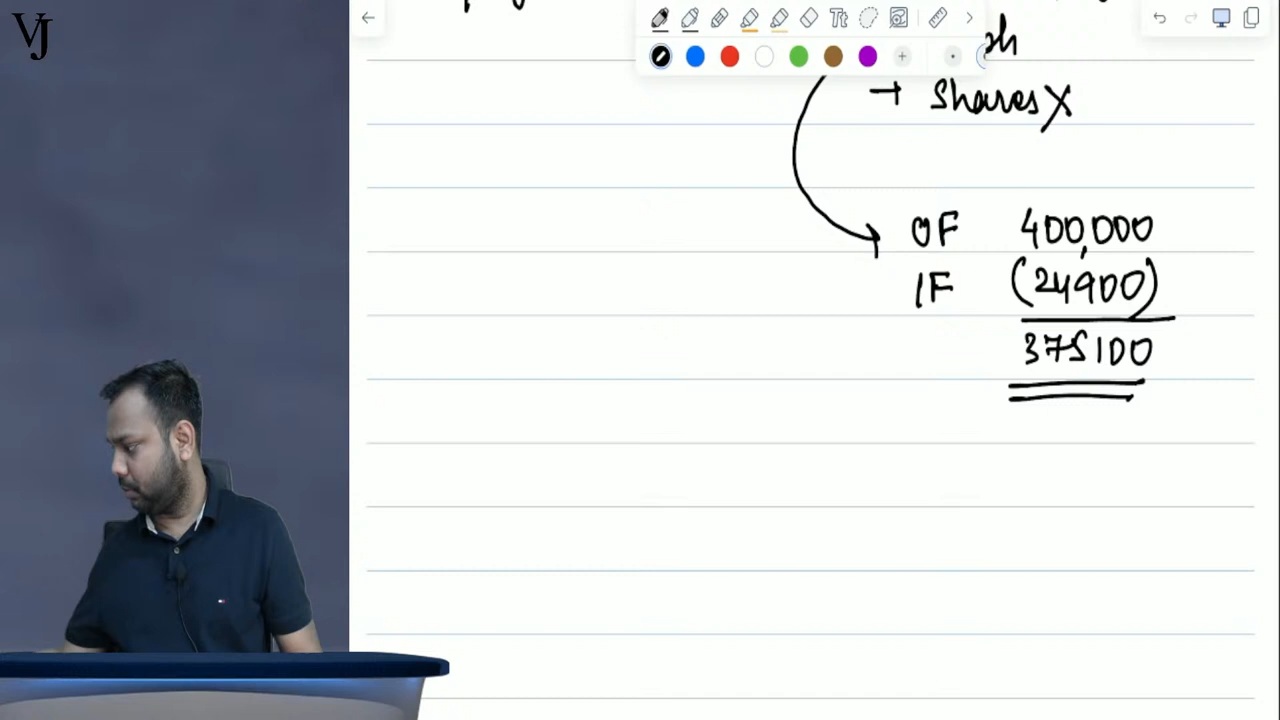 VJ
→ Shares X
OF 400,000
IF (24900)
375100